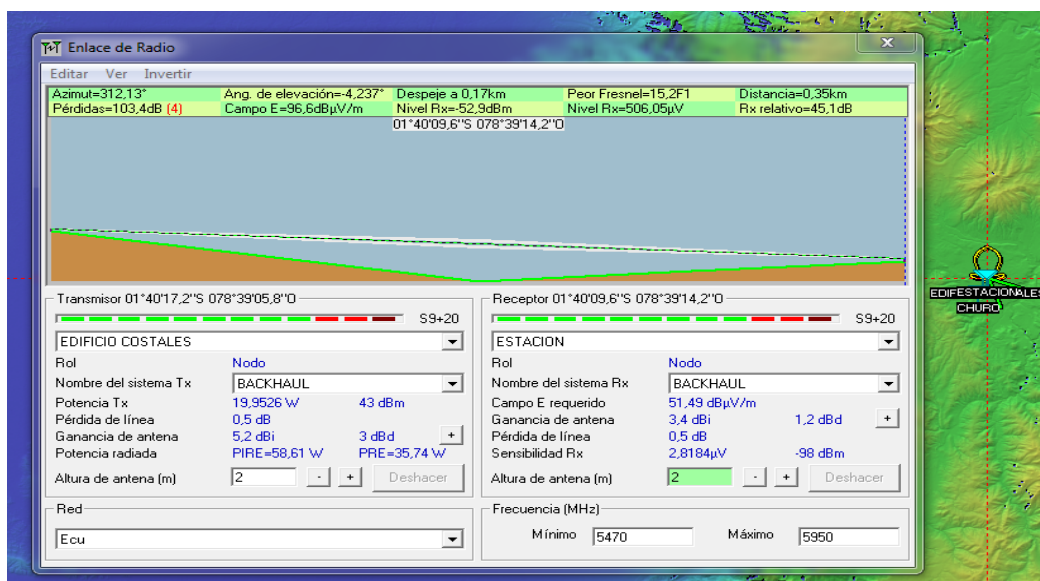 Enlace de Radio
Editar Ver Invertir
Azimut=312,13° Ang. de elevación=-4,237° Despeje a 0,17km Peor Fresnel=15,2F1 Distancia=0,35km
Pérdidas=103,4dB (4) Campo E=96,6dBµV/m Nivel Rx=-52,9dBm Nivel Rx=506,05µV Rx relativo=45,1dB
01°40'09,6''S 078°39'14,2''O
Transmisor 01°40'17,2''S 078°39'05,8''O
S9+20
EDIFICIO COSTALES
Rol Nodo
Nombre del sistema Tx BACKHAUL
Potencia Tx 19,9526 W 43 dBm
Pérdida de línea 0,5 dB
Ganancia de antena 5,2 dBi 3 dBd +
Potencia radiada PIRE=58,61 W PRE=35,74 W
Altura de antena (m) 2 - + Deshacer
Receptor 01°40'09,6''S 078°39'14,2''O
S9+20
ESTACION
Rol Nodo
Nombre del sistema Rx BACKHAUL
Campo E requerido 51,49 dBµV/m
Ganancia de antena 3,4 dBi 1,2 dBd +
Pérdida de línea 0,5 dB
Sensibilidad Rx 2,8184µV -98 dBm
Altura de antena (m) 2 - + Deshacer
Red
Ecu
Frecuencia (MHz)
Mínimo 5470 Máximo 5950
CHURO